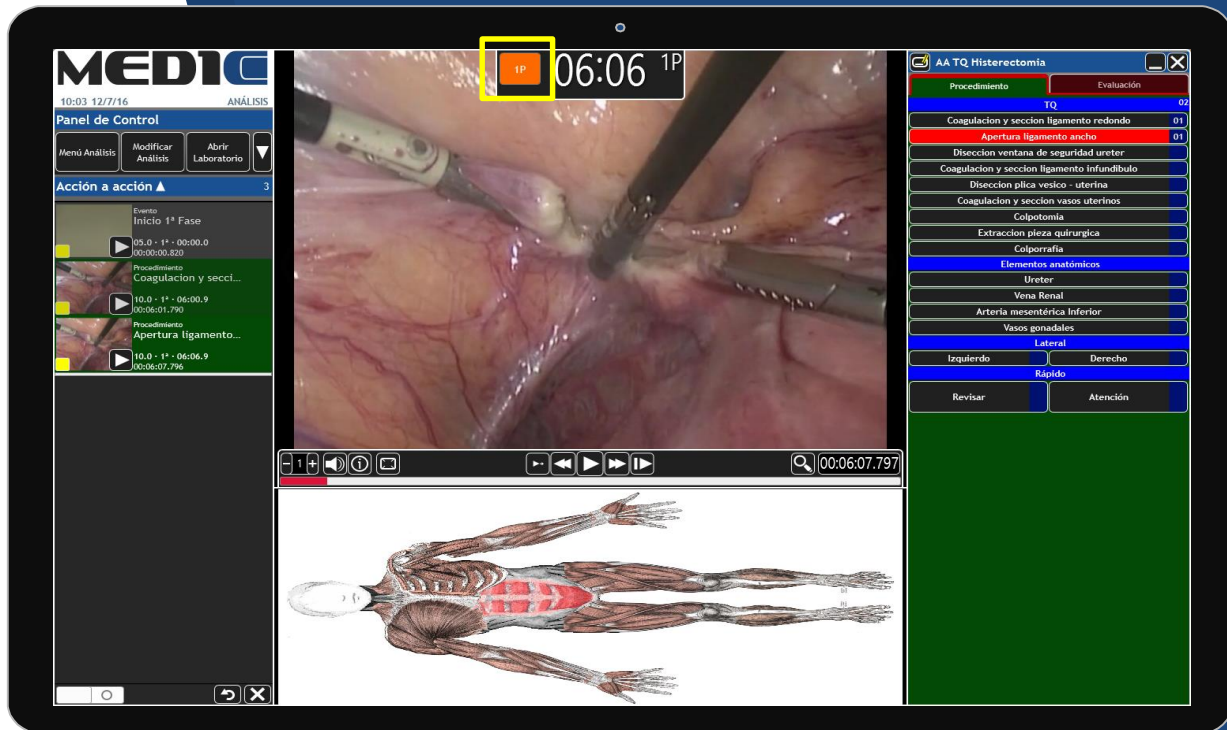 MEDIC
10:03 12/7/16 ANÁLISIS
Panel de Control
Menú Análisis
Modificar
Análisis
Abrir
Laboratorio
Acción a acción 3
Evento
Inicio 1ª Fase
05.0 - 1ª - 00:00.0
00:00:00.820
Procedimiento
Coagulacion y secci...
10.0 - 1ª - 06:00.9
00:06:01.790
Procedimiento
Apertura ligamento...
10.0 - 1ª - 06:06.9
00:06:07.796
1P 06:06 1P
- 1 +
00:06:07.797
AA TQ Histerectomia
Procedimiento Evaluación
TQ 02
Coagulacion y seccion ligamento redondo 01
Apertura ligamento ancho 01
Diseccion ventana de seguridad ureter
Coagulacion y seccion ligamento infundibulo
Diseccion plica vesico - uterina
Coagulacion y seccion vasos uterinos
Colpotomia
Extraccion pieza quirurgica
Colporrafia
Elementos anatómicos
Ureter
Vena Renal
Arteria mesentérica Inferior
Vasos gonadales
Lateral
Izquierdo Derecho
Rápido
Revisar Atención